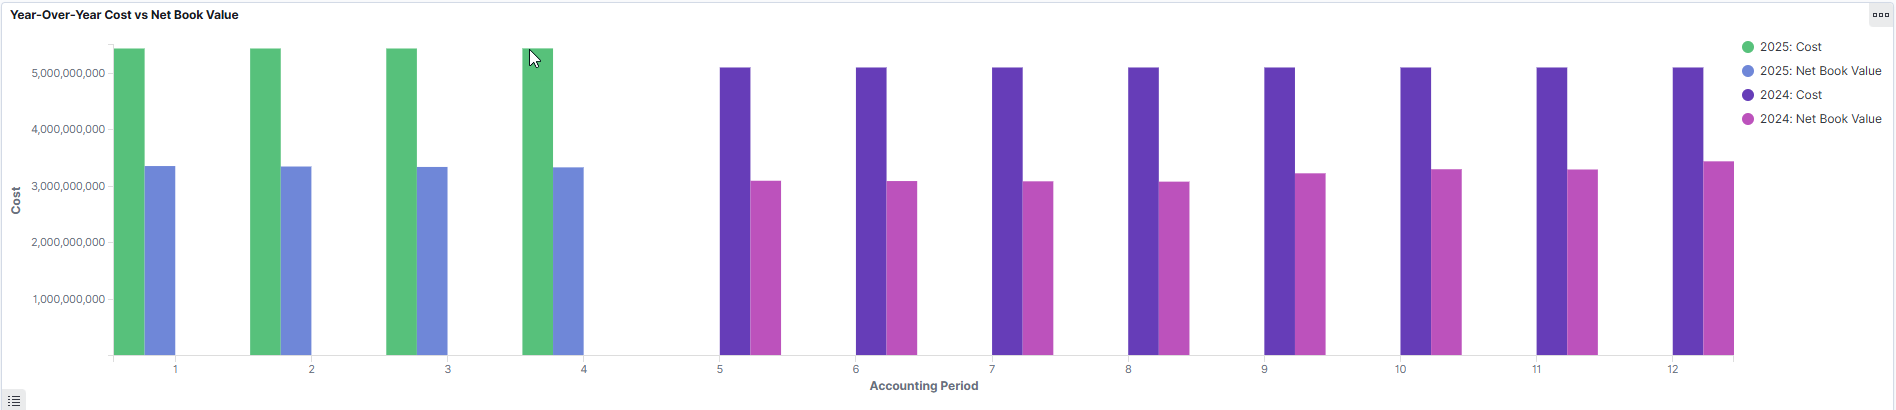 Year-Over-Year Cost vs Net Book Value
5,000,000,000
4,000,000,000
3,000,000,000
2,000,000,000
1,000,000,000
Cost
1 2 3 4 5 6 7 8 9 10 11 12
Accounting Period
2025: Cost
2025: Net Book Value
2024: Cost
2024: Net Book Value